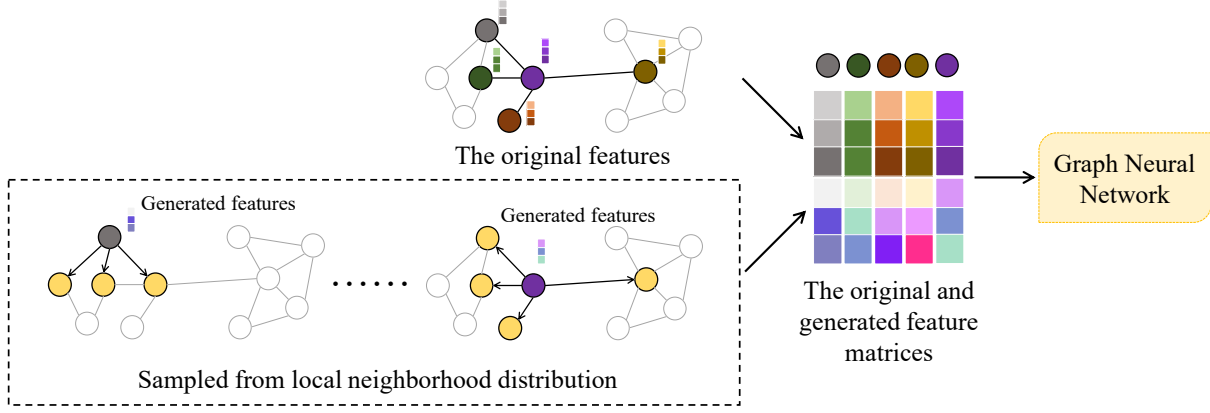 The original features
Generated features
Generated features
Sampled from local neighborhood distribution
The original and
generated feature
matrices
Graph Neural
Network